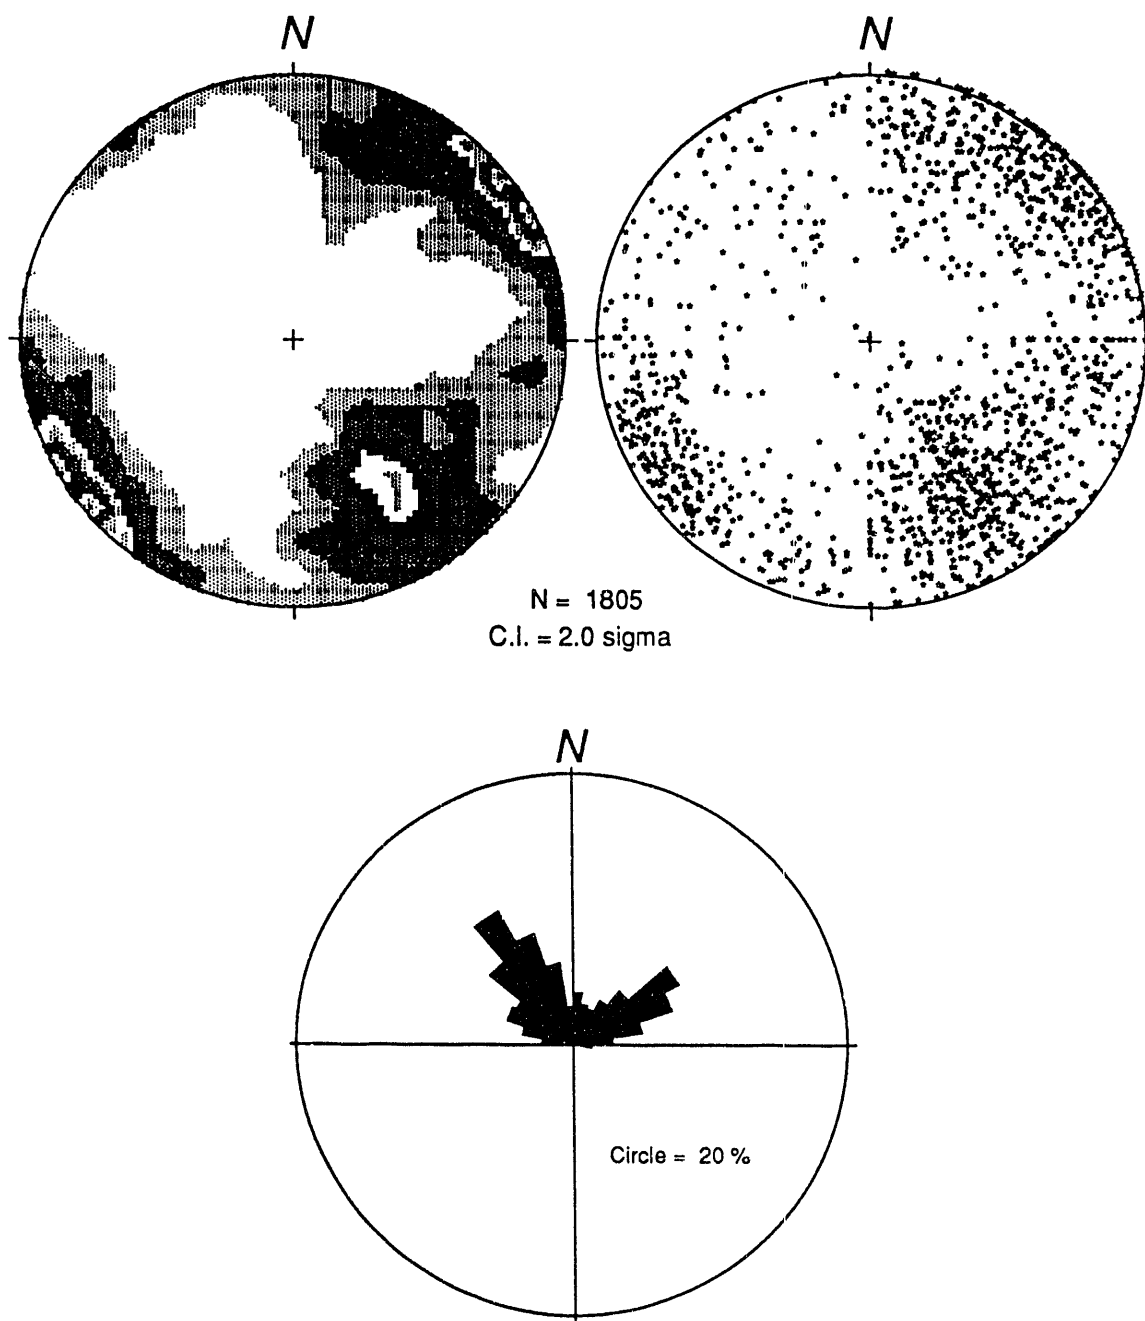 N
N
N = 1805
C.I. = 2.0 sigma
N
Circle = 20 %